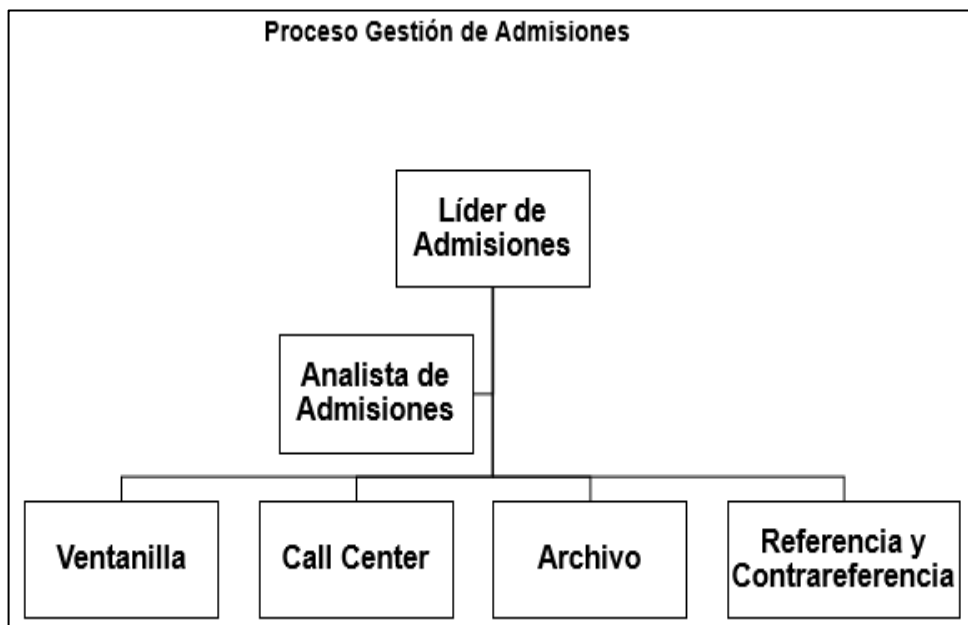 Proceso Gestión de Admisiones
Líder de
Admisiones
Analista de
Admisiones
Ventanilla
Call Center
Archivo
Referencia y
Contrareferencia